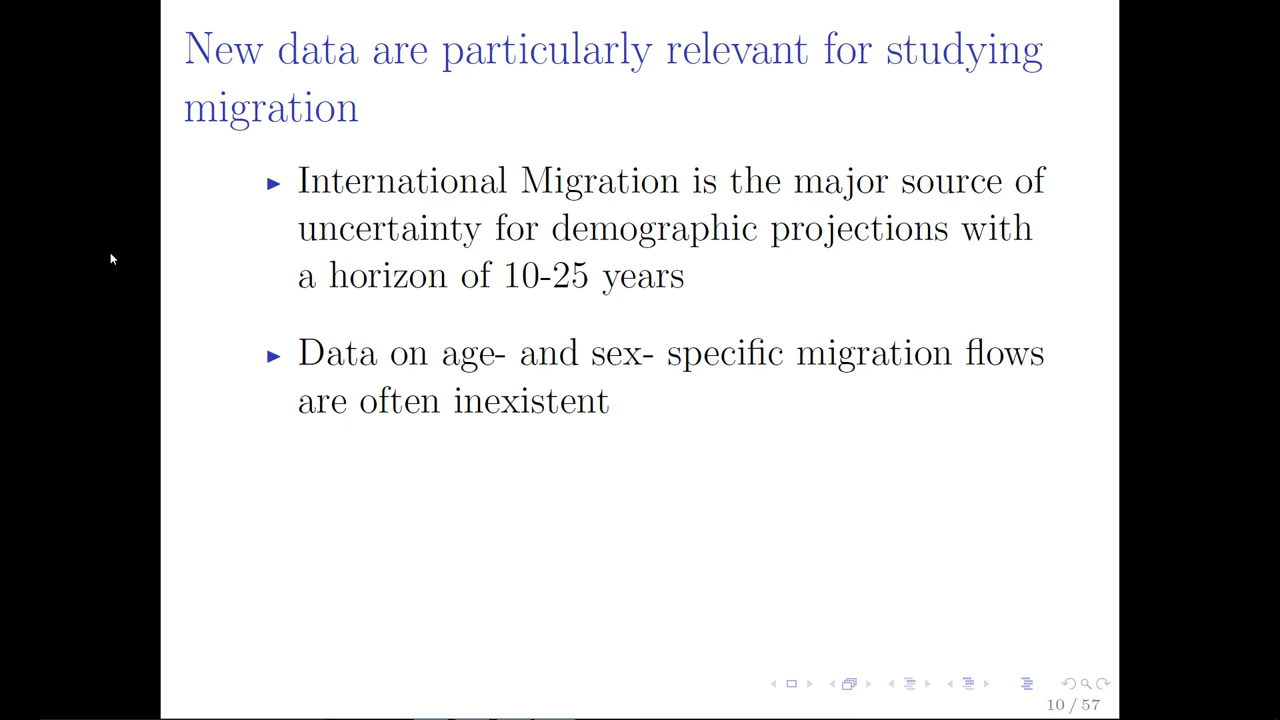 New data are particularly relevant for studying
migration
International Migration is the major source of
uncertainty for demographic projections with
a horizon of 10-25 years
Data on age- and sex- specific migration flows
are often inexistent
10 / 57